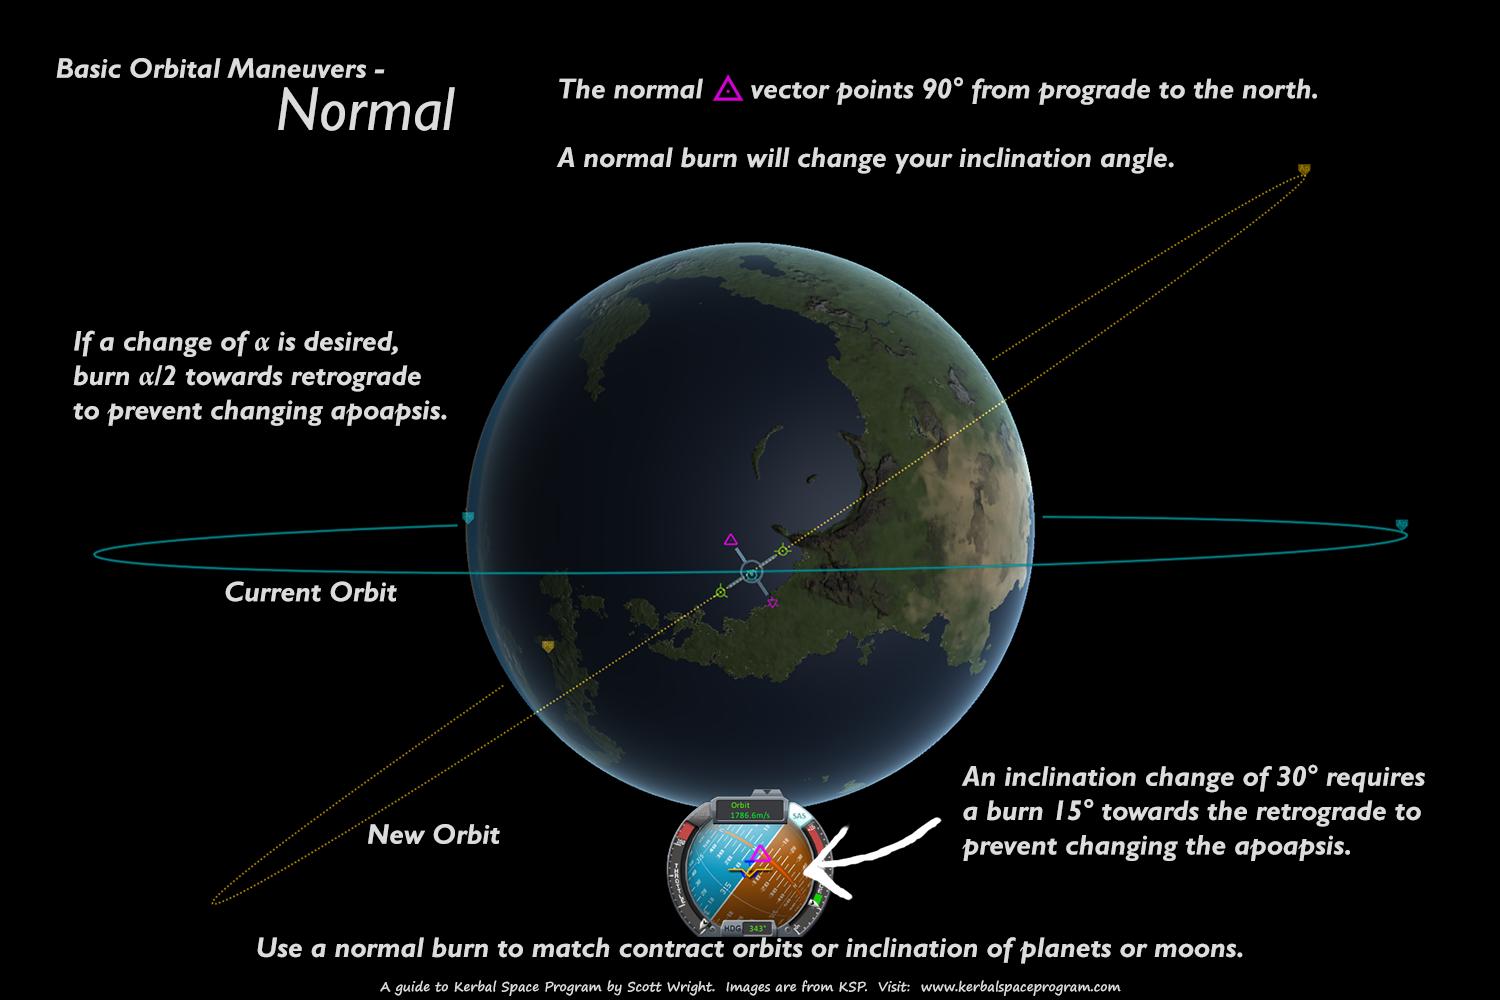 Basic Orbital Maneuvers -
Normal
The normal vector points 90° from prograde to the north.
A normal burn will change your inclination angle.
If a change of α is desired,
burn α/2 towards retrograde
to prevent changing apoapsis.
Current Orbit
New Orbit
An inclination change of 30° requires
a burn 15° towards the retrograde to
prevent changing the apoapsis.
Orbit
1786.6m/s
SAS
315
HDG 343°
Use a normal burn to match contract orbits or inclination of planets or moons.
A guide to Kerbal Space Program by Scott Wright. Images are from KSP. Visit: www.kerbalspaceprogram.com